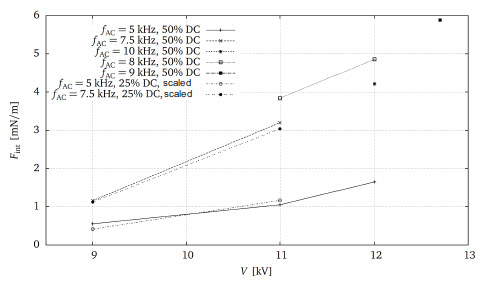 6
5
4
3
2
1
0
F_int [mN/m]
f_AC = 5 kHz, 50% DC
f_AC = 7.5 kHz, 50% DC
f_AC = 10 kHz, 50% DC
f_AC = 8 kHz, 50% DC
f_AC = 9 kHz, 50% DC
f_AC = 5 kHz, 25% DC, scaled
f_AC = 7.5 kHz, 25% DC, scaled
9 10 11 12 13
V [kV]